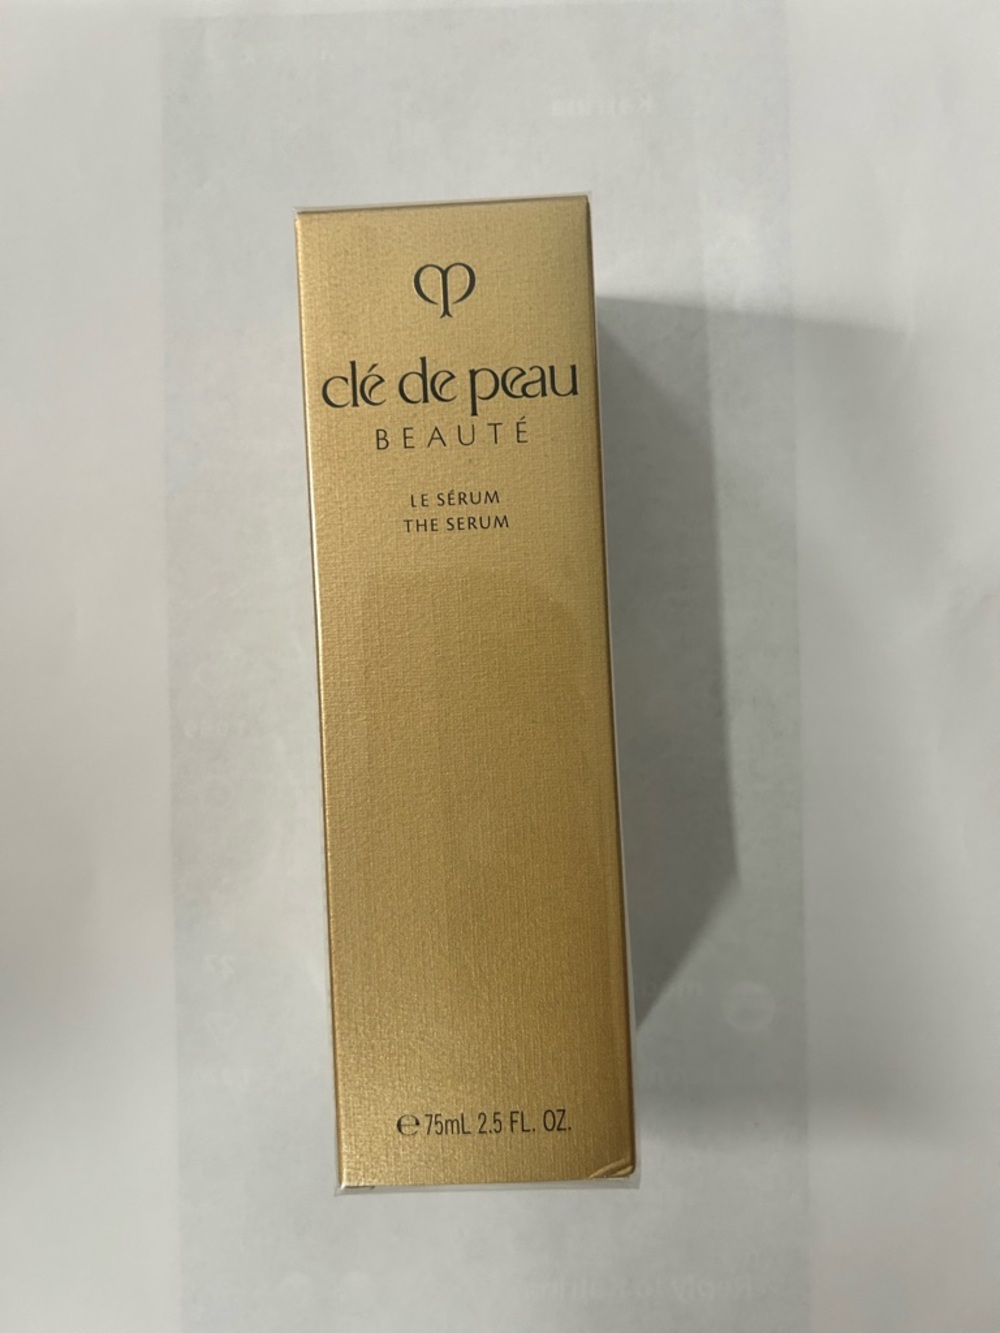 clé de peau
BEAUTÉ
LE SÉRUM
THE SERUM
℮ 75mL 2.5 FL. OZ.